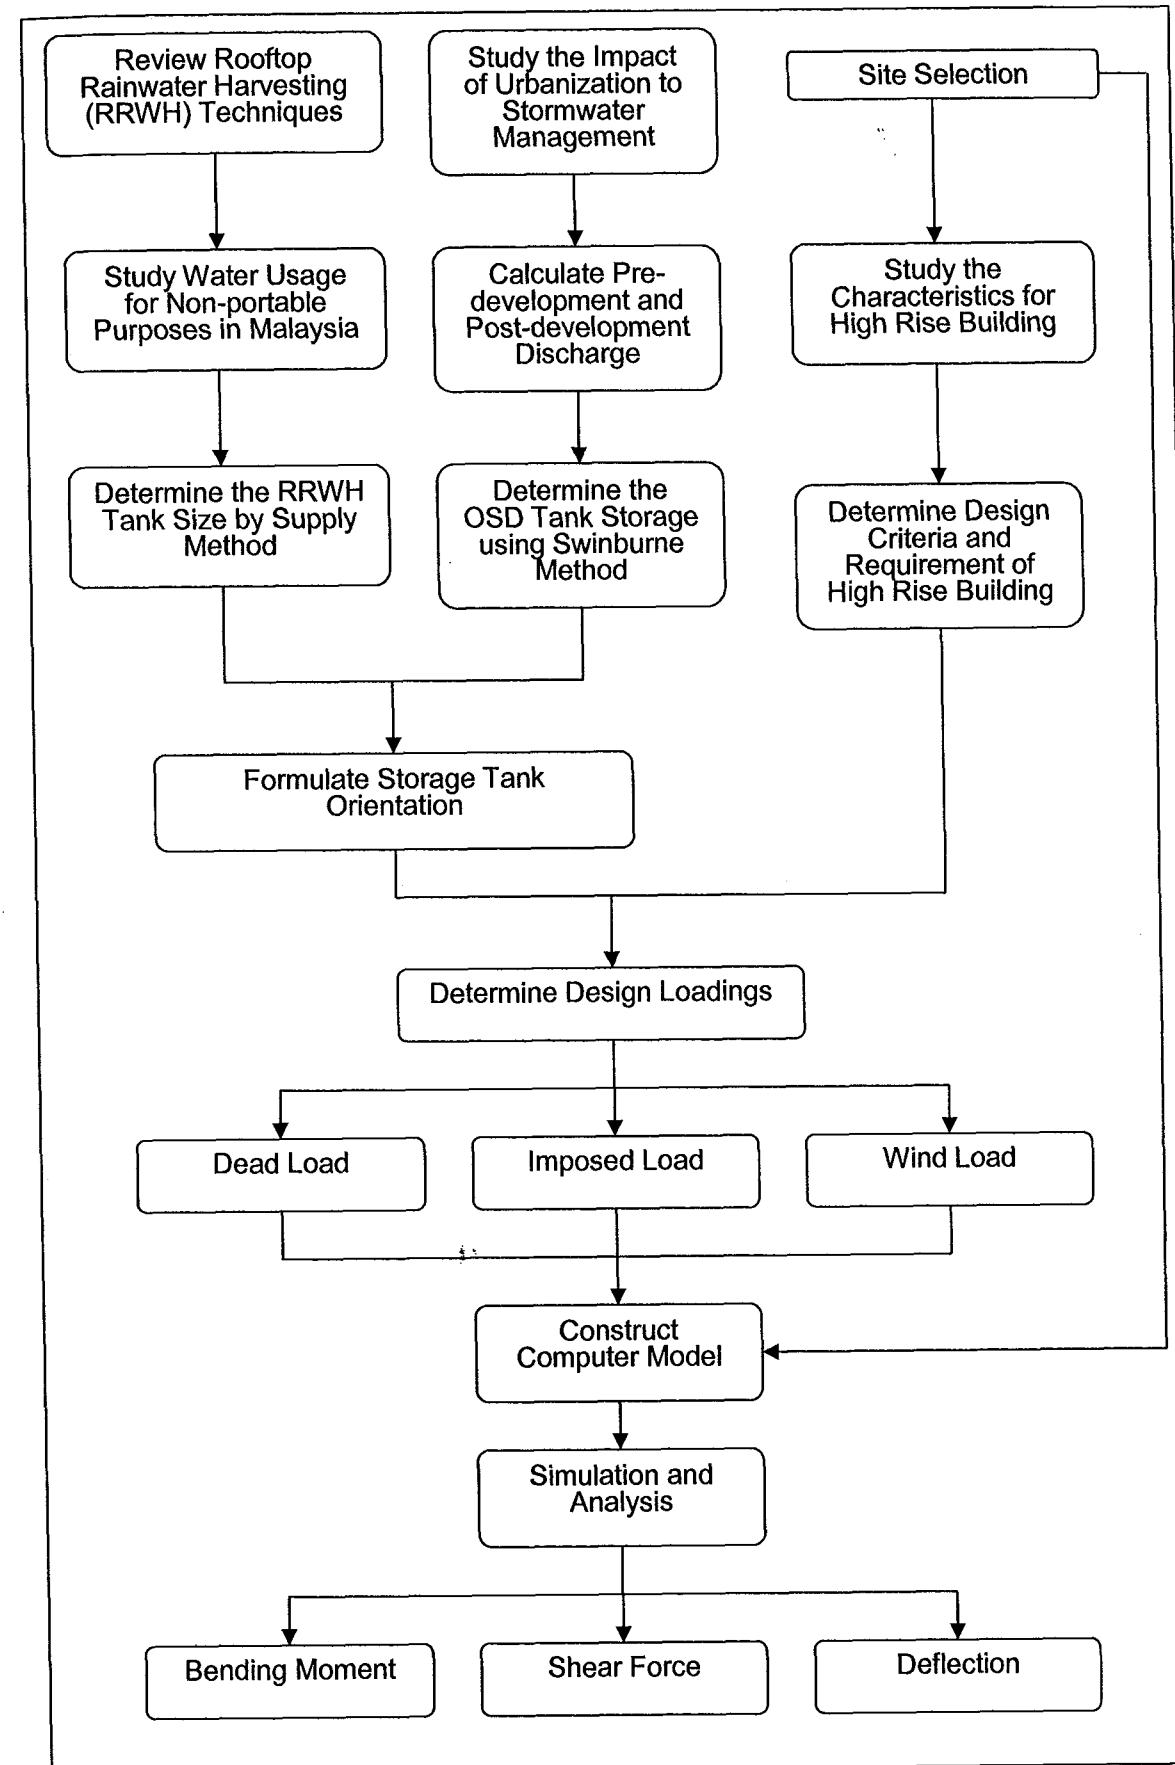 Review Rooftop
Rainwater Harvesting
(RRWH) Techniques
Study the Impact
of Urbanization to
Stormwater
Management
Site Selection
Study Water Usage
for Non-portable
Purposes in Malaysia
Calculate Pre-
development and
Post-development
Discharge
Study the
Characteristics for
High Rise Building
Determine the RRWH
Tank Size by Supply
Method
Determine the
OSD Tank Storage
using Swinburne
Method
Determine Design
Criteria and
Requirement of
High Rise Building
Formulate Storage Tank
Orientation
Determine Design Loadings
Dead Load
Imposed Load
Wind Load
Construct
Computer Model
Simulation and
Analysis
Bending Moment
Shear Force
Deflection